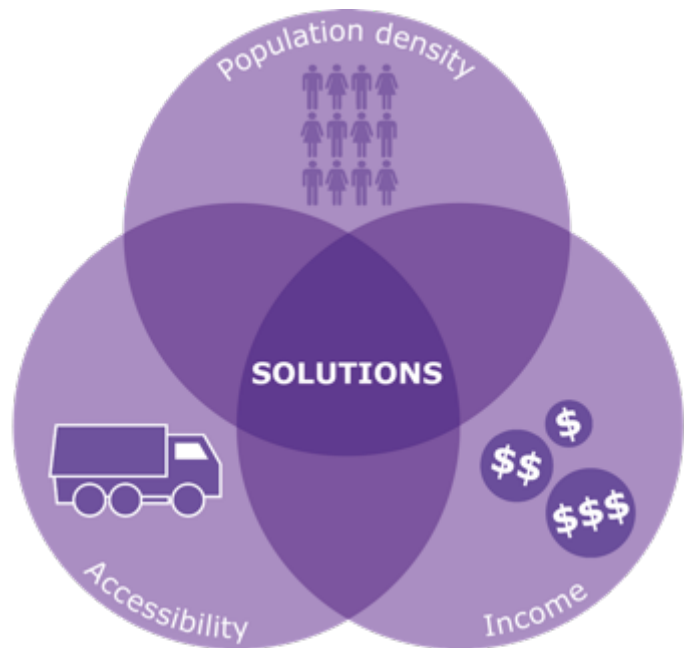 Population density
SOLUTIONS
$
$$
$$$
Accessibility
Income